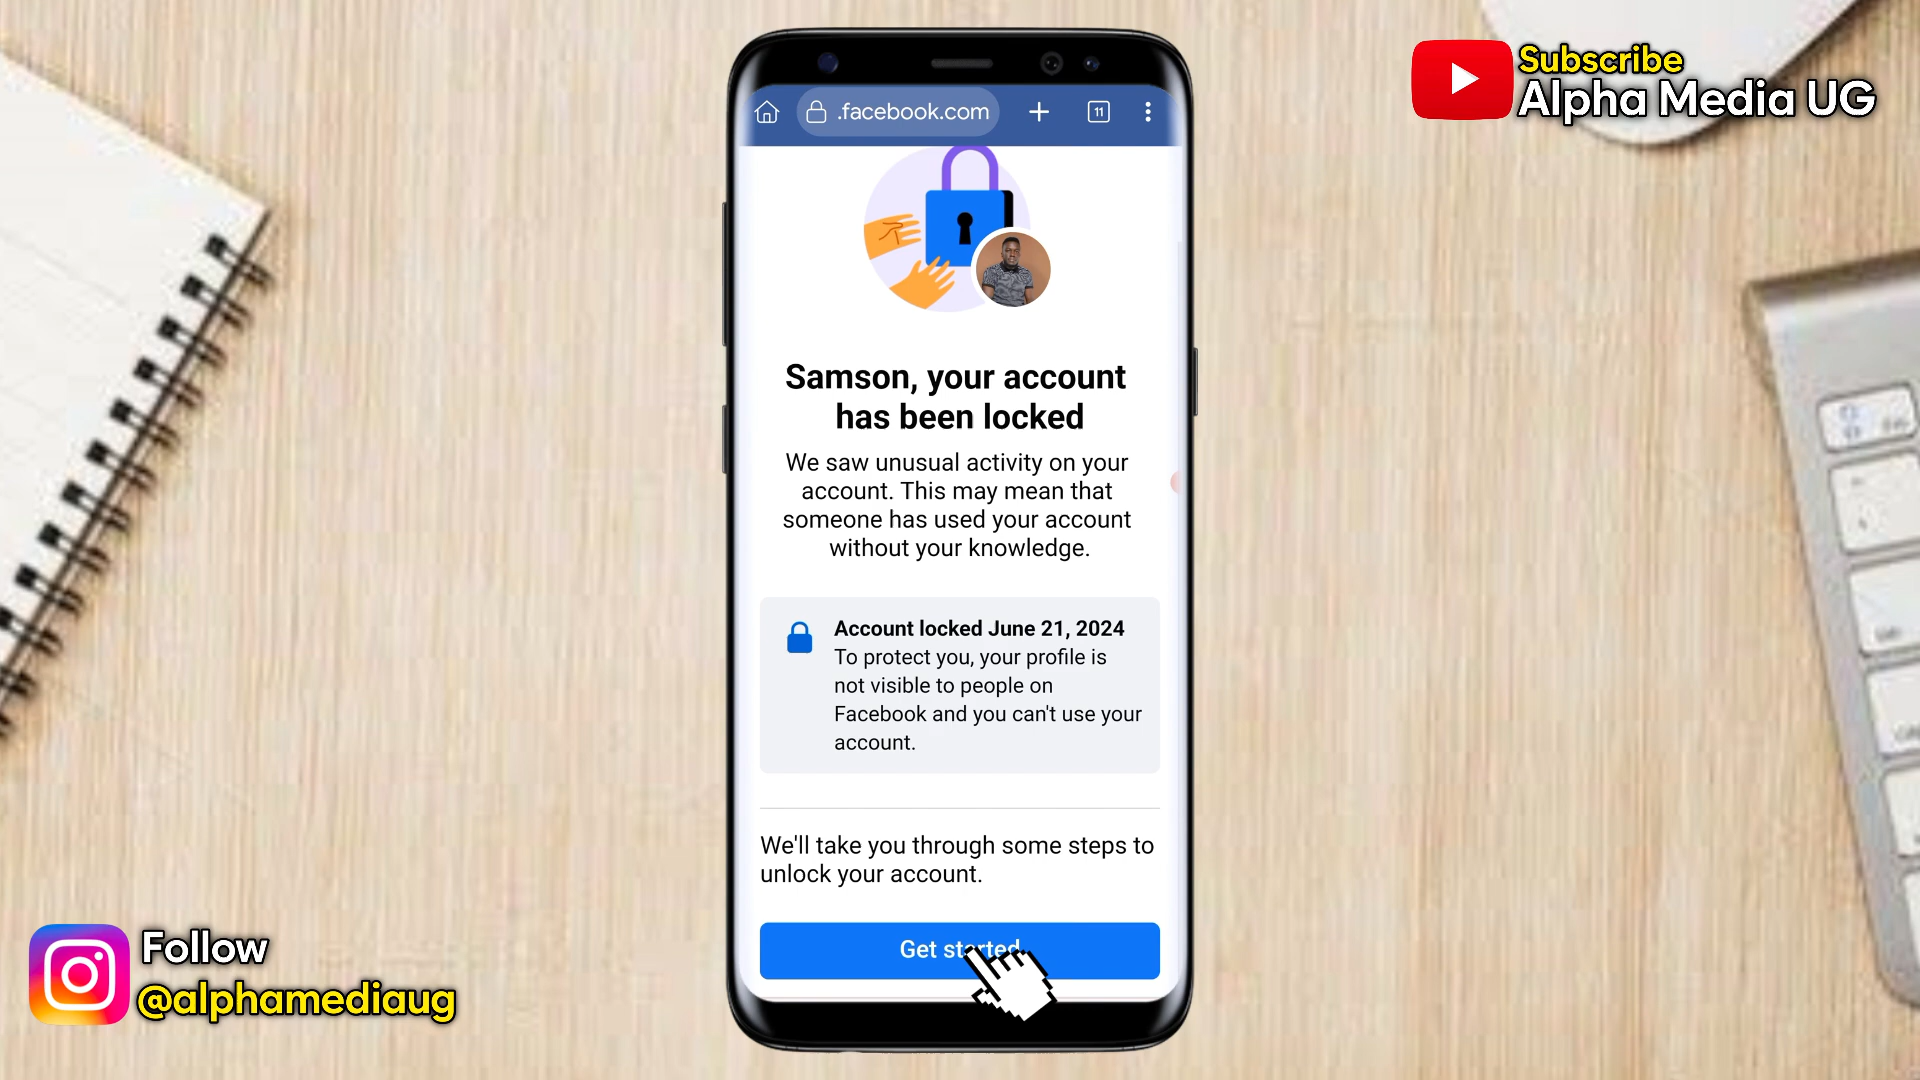 .facebook.com
11
Samson, your account
has been locked
We saw unusual activity on your
account. This may mean that
someone has used your account
without your knowledge.
Account locked June 21, 2024
To protect you, your profile is
not visible to people on
Facebook and you can't use your
account.
We'll take you through some steps to
unlock your account.
Get started
Subscribe
Alpha Media UG
Follow
@alphamediaug